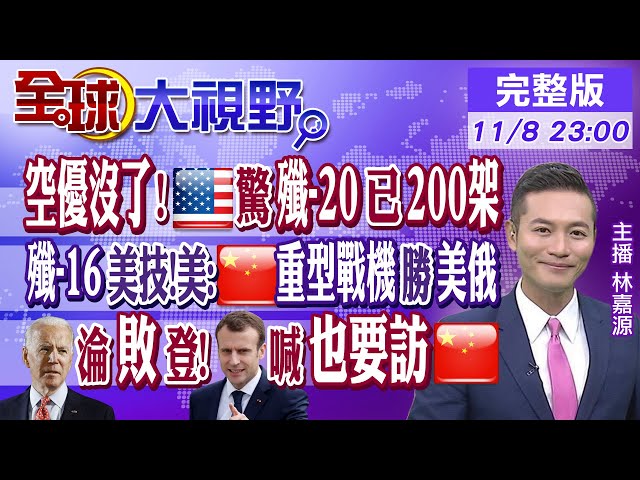 全球大視野
完整版
11/8 23:00
空優沒了! 驚殲-20已200架
殲-16美技!美: 重型戰機勝美俄
淪敗登! 喊也要訪
主播 林嘉源